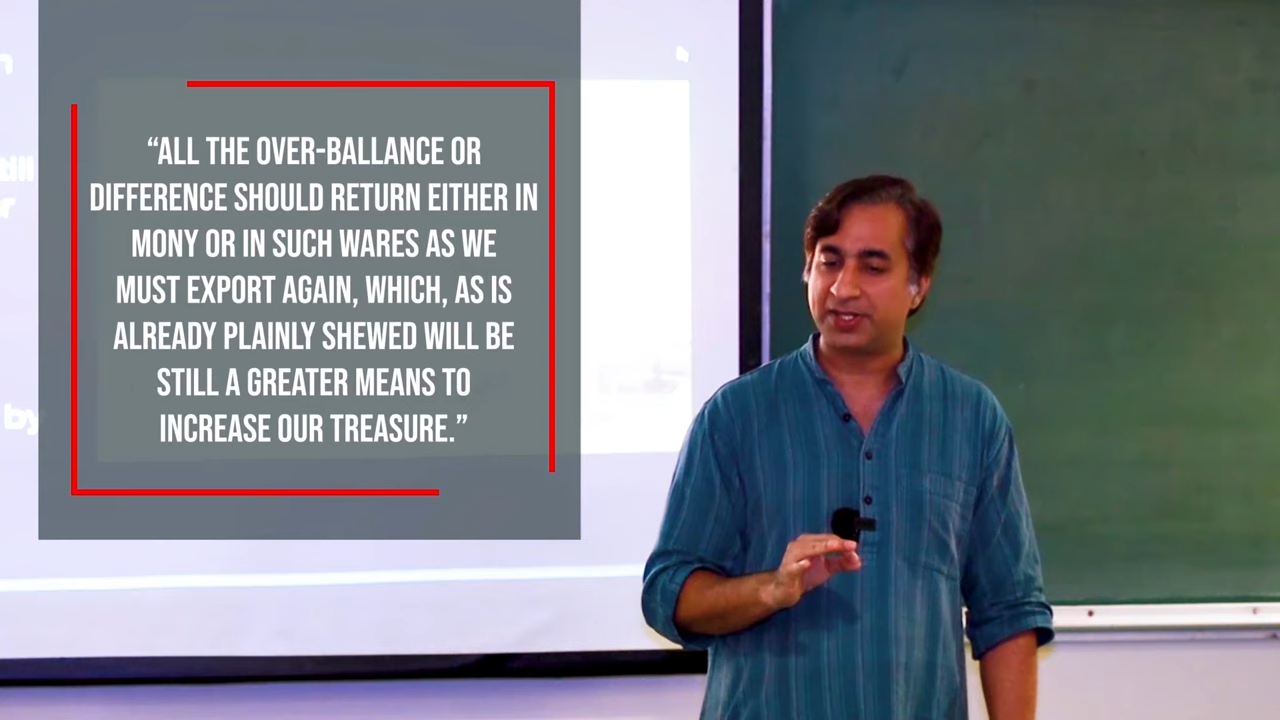 “ALL THE OVER-BALLANCE OR
DIFFERENCE SHOULD RETURN EITHER IN
MONY OR IN SUCH WARES AS WE
MUST EXPORT AGAIN, WHICH, AS IS
ALREADY PLAINLY SHEWED WILL BE
STILL A GREATER MEANS TO
INCREASE OUR TREASURE.”
by